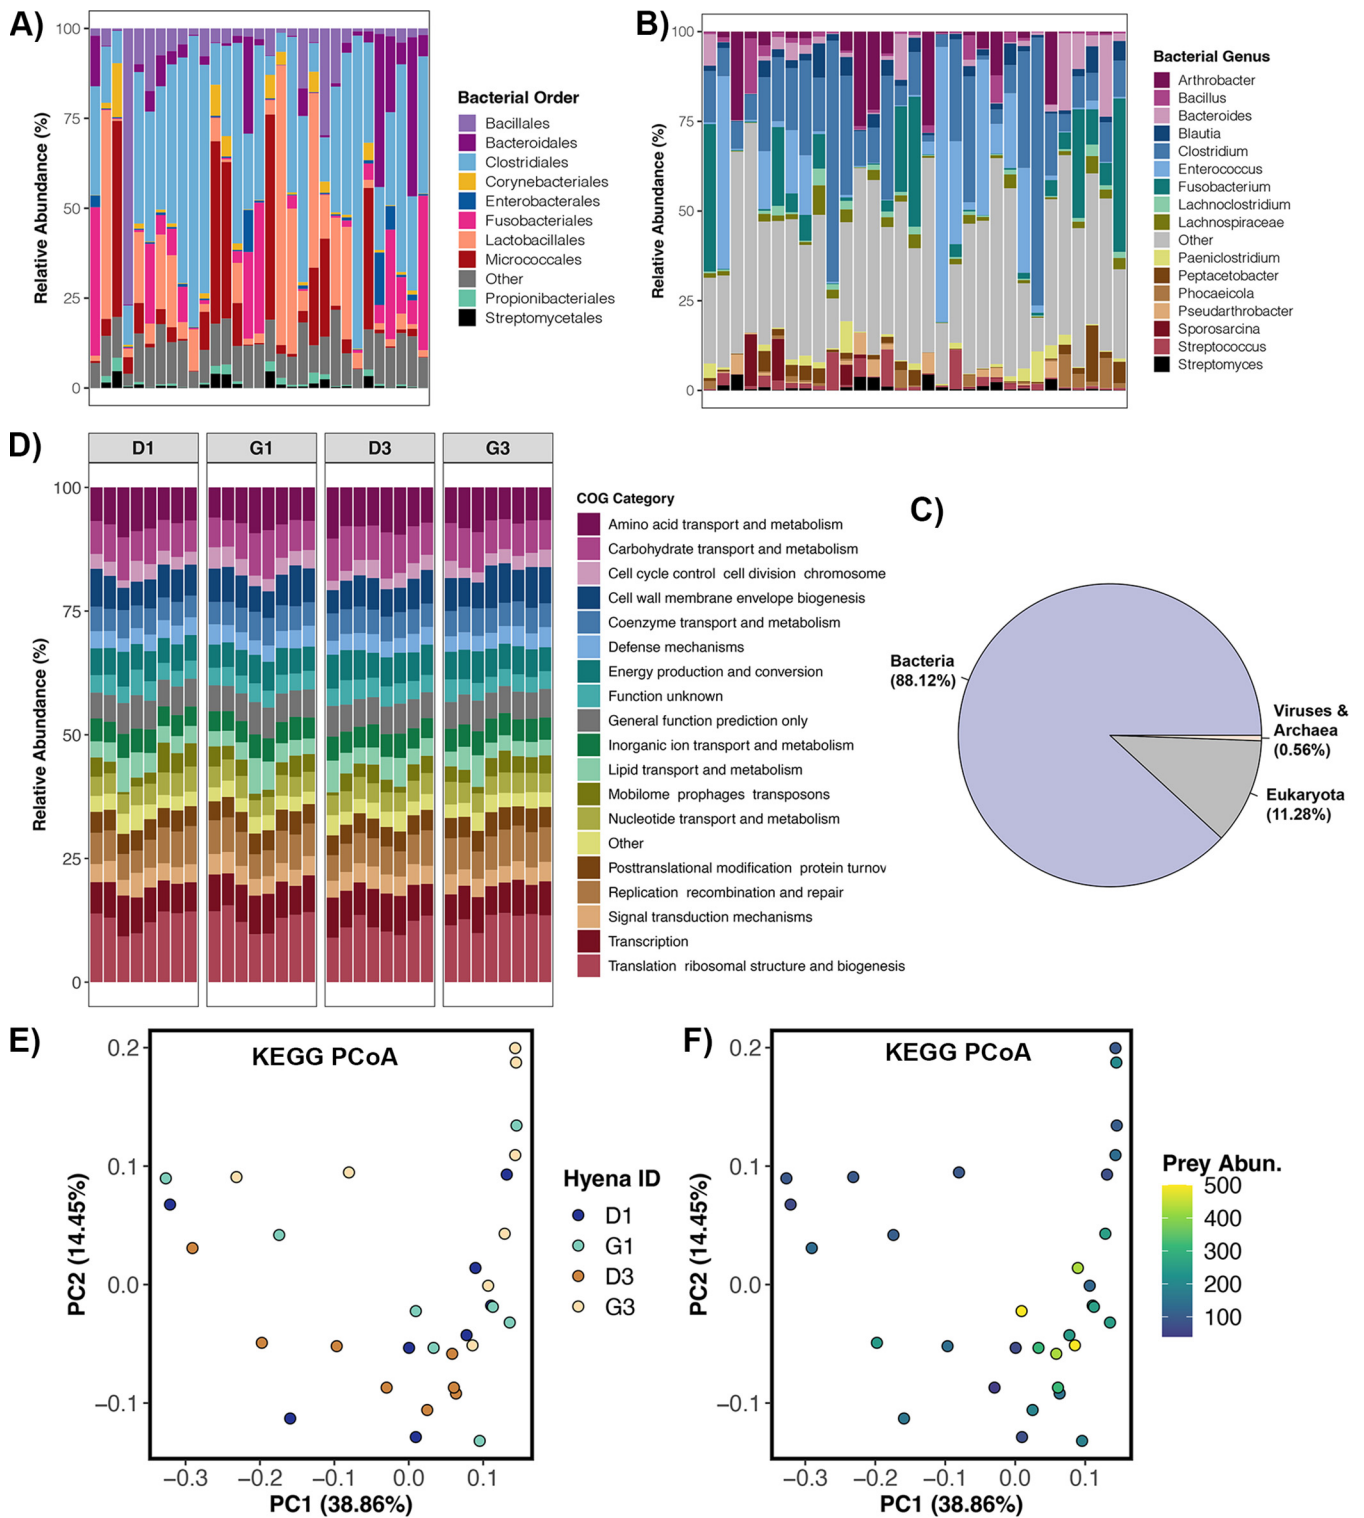 A)
100
75
50
25
0
Relative Abundance (%)
Bacterial Order
Bacillales
Bacteroidales
Clostridiales
Corynebacteriales
Enterobacterales
Fusobacteriales
Lactobacillales
Micrococcales
Other
Propionibacteriales
Streptomycetales
B)
100
75
50
25
0
Relative Abundance (%)
Bacterial Genus
Arthrobacter
Bacillus
Bacteroides
Blautia
Clostridium
Enterococcus
Fusobacterium
Lachnoclostridium
Lachnospiraceae
Other
Paeniclostridium
Peptacetobacter
Phocaeicola
Pseudarthrobacter
Sporosarcina
Streptococcus
Streptomyces
D)
D1
G1
D3
G3
100
75
50
25
0
Relative Abundance (%)
COG Category
Amino acid transport and metabolism
Carbohydrate transport and metabolism
Cell cycle control cell division chromosome
Cell wall membrane envelope biogenesis
Coenzyme transport and metabolism
Defense mechanisms
Energy production and conversion
Function unknown
General function prediction only
Inorganic ion transport and metabolism
Lipid transport and metabolism
Mobilome prophages transposons
Nucleotide transport and metabolism
Other
Posttranslational modification protein turnov
Replication recombination and repair
Signal transduction mechanisms
Transcription
Translation ribosomal structure and biogenesis
C)
Bacteria
(88.12%)
Viruses &
Archaea
(0.56%)
Eukaryota
(11.28%)
E)
KEGG PCoA
0.2
0.1
0.0
−0.1
PC2 (14.45%)
−0.3
−0.2
−0.1
0.0
0.1
PC1 (38.86%)
Hyena ID
D1
G1
D3
G3
F)
KEGG PCoA
0.2
0.1
0.0
−0.1
PC2 (14.45%)
−0.3
−0.2
−0.1
0.0
0.1
PC1 (38.86%)
Prey Abun.
500
400
300
200
100